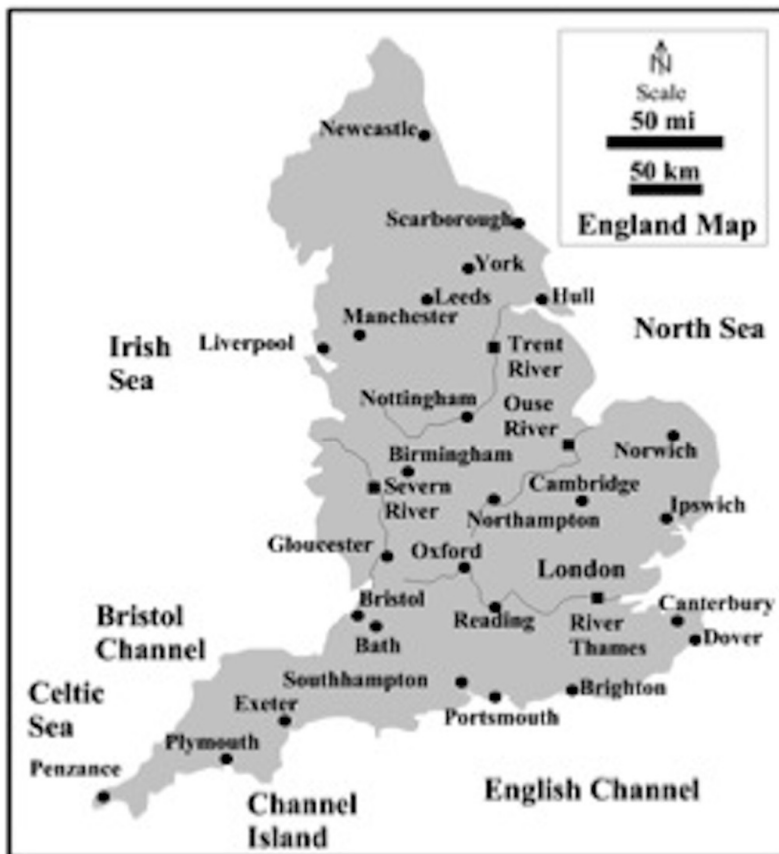 N
Scale
50 mi
50 km
England Map
Newcastle
Scarborough
York
Leeds
Hull
Manchester
Liverpool
Irish
Sea
North Sea
Trent
River
Nottingham
Ouse
River
Norwich
Birmingham
Severn
River
Cambridge
Northampton
Ipswich
Gloucester
Oxford
London
Bristol
Bath
Reading
River
Thames
Canterbury
Dover
Bristol
Channel
Southhampton
Portsmouth
Brighton
Celtic
Sea
Exeter
Plymouth
Penzance
Channel
Island
English Channel